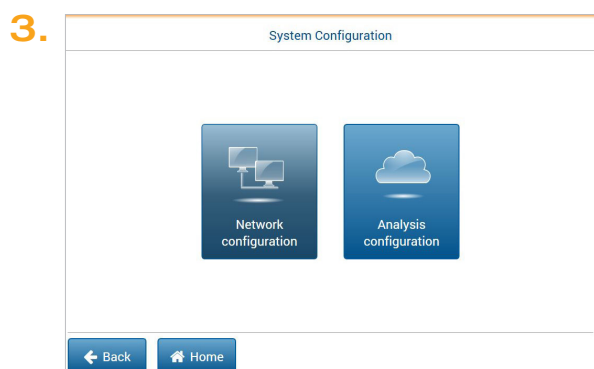 3.
System Configuration
Network
configuration
Analysis
configuration
Back
Home